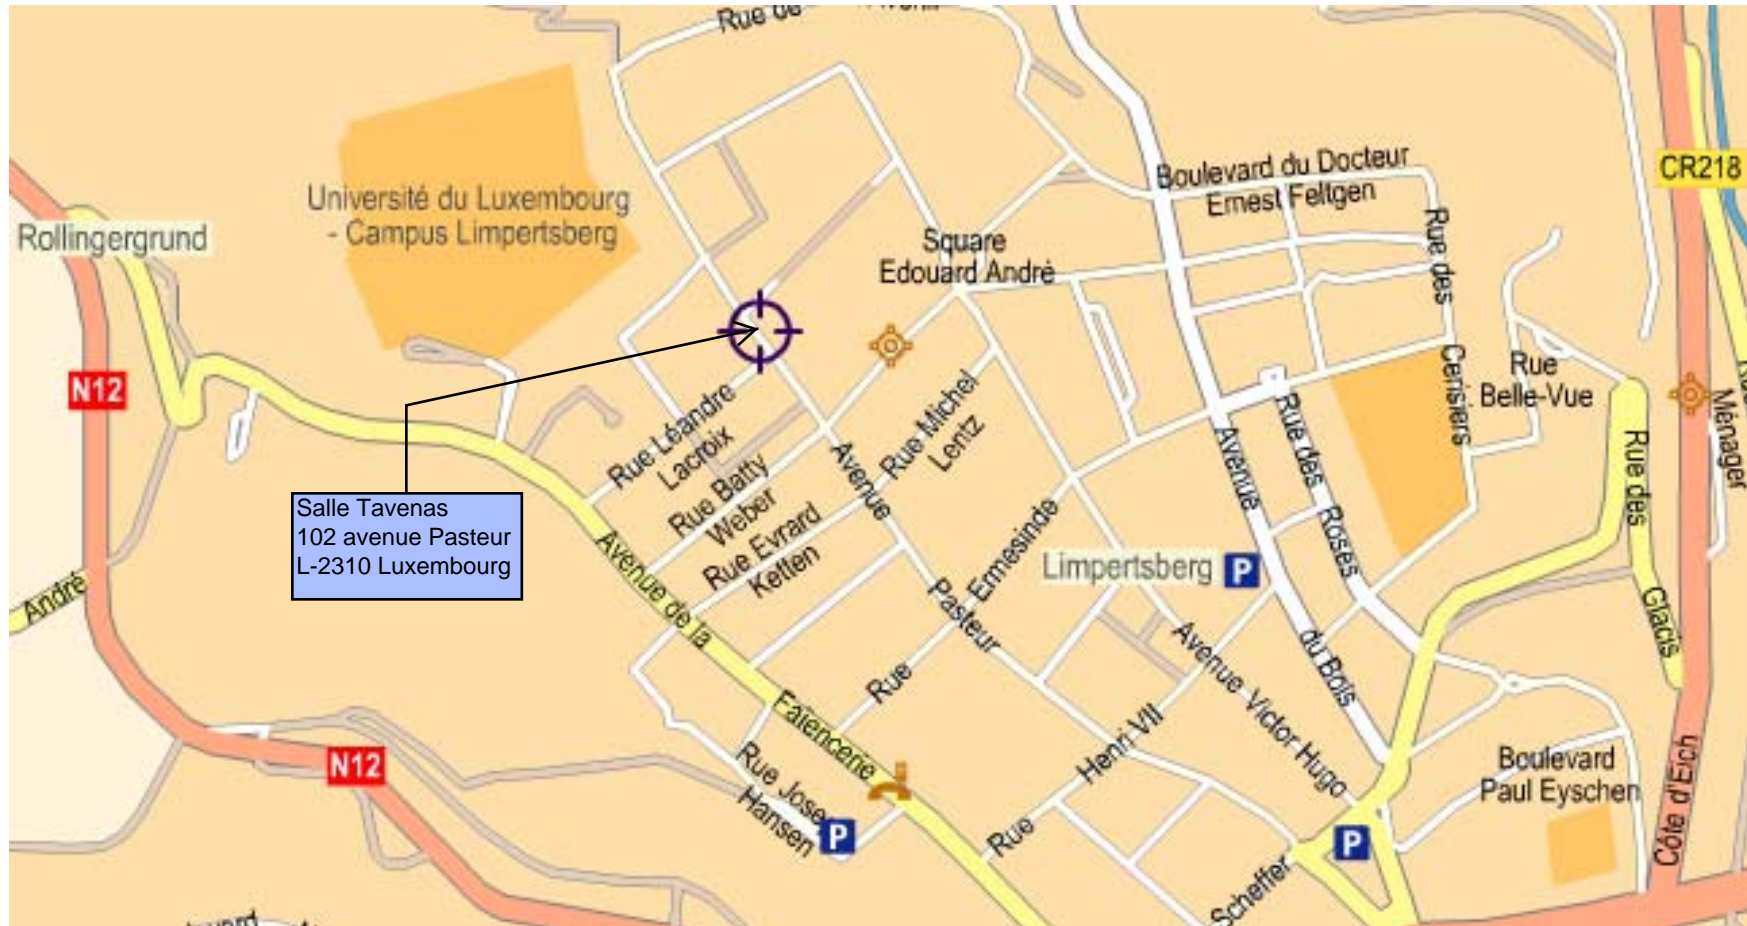 Rue de
CR218
Boulevard du Docteur
Ernest Feltgen
Université du Luxembourg
- Campus Limpertsberg
Rollingergrund
Square
Edouard André
Rue des
Cerisiers
Rue
Belle-Vue
N12
Ménager
Rue Léandre
Lacroix
Rue Michel
Lentz
Avenue
Rue des
Roses
Rue des
Glacis
Rue Batty
Weber
Avenue
Salle Tavenas
102 avenue Pasteur
L-2310 Luxembourg
Rue Evrard
Ketten
Ermesinde
Limpertsberg P
Avenue de la
André
Pasteur
Avenue Victor Hugo
du Bois
Rue
Faïencerie
Henri VII
N12
Rue Jose
Hansen
P
Rue
P
Boulevard
Paul Eyschen
Côte d'Eich
Scheffer